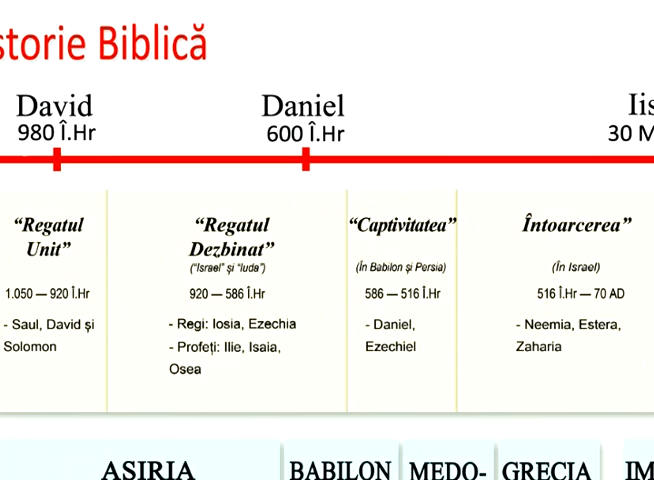 storie Biblică
David
980 Î.Hr
Daniel
600 Î.Hr
Iis
30 M
“Regatul
Unit”
1.050 — 920 Î.Hr
- Saul, David și
Solomon
“Regatul
Dezbinat”
(“Israel” și “Iuda”)
920 — 586 Î.Hr
- Regi: Iosia, Ezechia
- Profeți: Ilie, Isaia,
Osea
“Captivitatea”
(În Babilon și Persia)
586 — 516 Î.Hr
- Daniel,
Ezechiel
Întoarcerea”
(În Israel)
516 Î.Hr — 70 AD
- Neemia, Estera,
Zaharia
ASIRIA
BABILON
MEDO-
GRECIA
IM